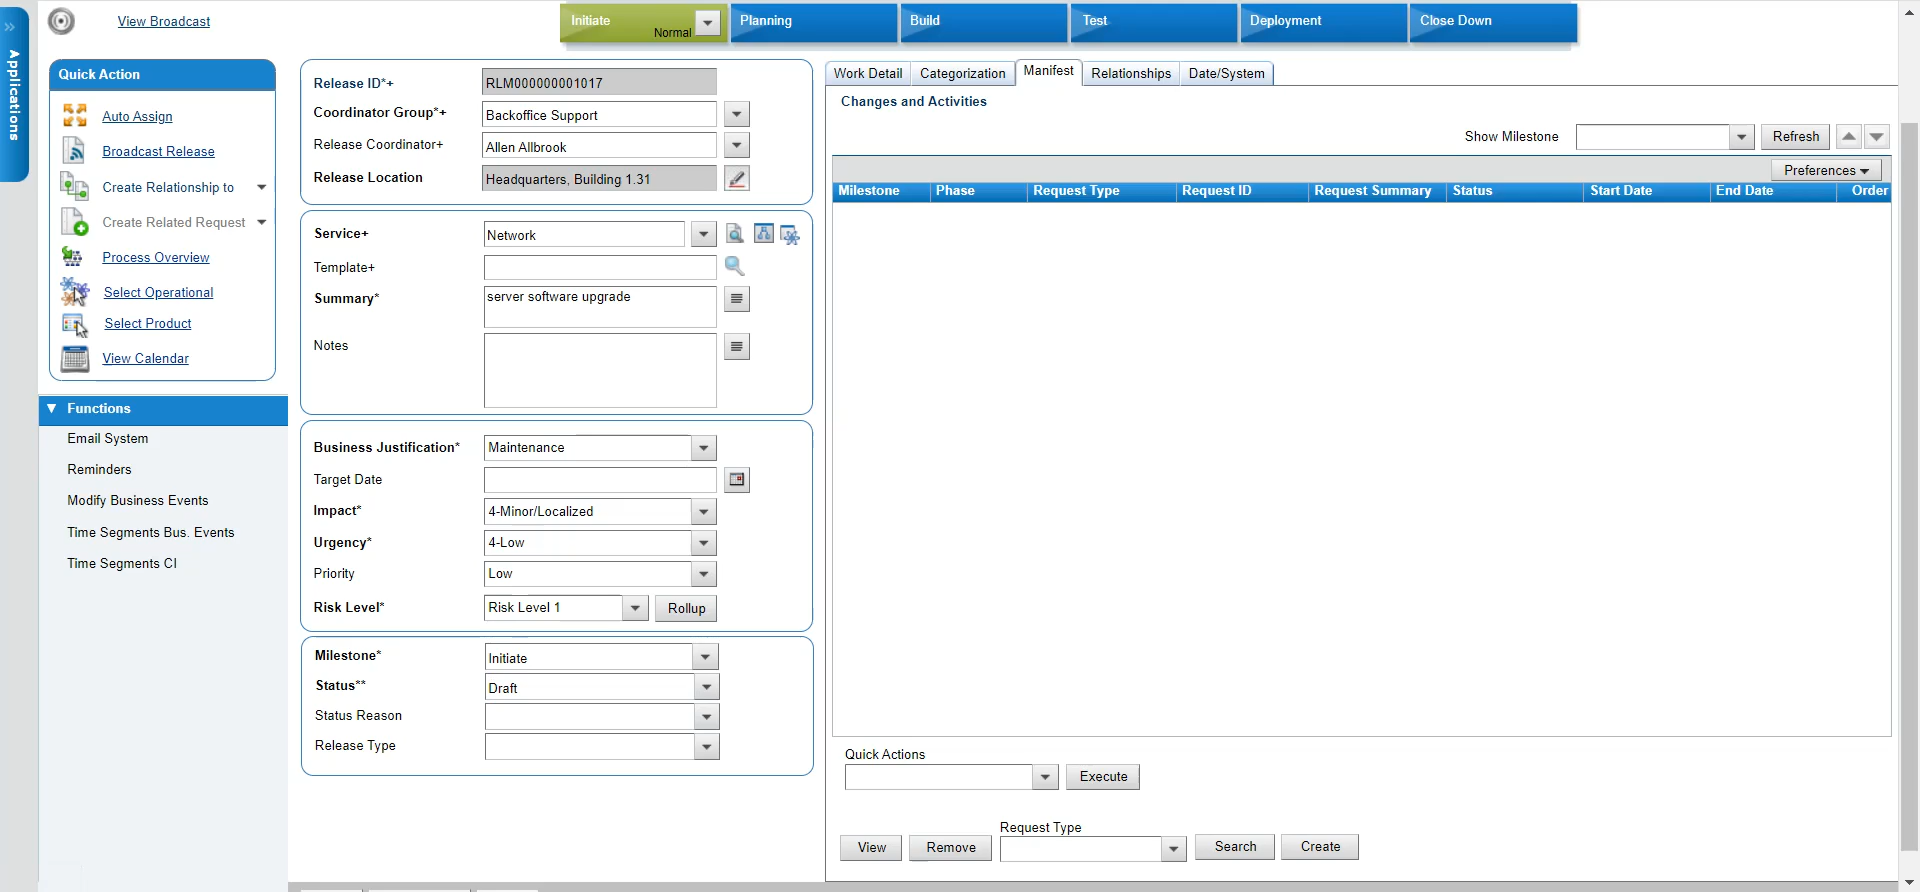 View Broadcast
Initiate
Normal
Planning
Build
Test
Deployment
Close Down
Applications
Quick Action
Auto Assign
Broadcast Release
Create Relationship to
Create Related Request
Process Overview
Select Operational
Select Product
View Calendar
Functions
Email System
Reminders
Modify Business Events
Time Segments Bus. Events
Time Segments CI
Release ID*+ RLM000000001017
Coordinator Group*+ Backoffice Support
Release Coordinator+ Allen Allbrook
Release Location Headquarters, Building 1.31
Service+ Network
Template+
Summary* server software upgrade
Notes
Business Justification* Maintenance
Target Date
Impact* 4-Minor/Localized
Urgency* 4-Low
Priority Low
Risk Level* Risk Level 1 Rollup
Milestone* Initiate
Status** Draft
Status Reason
Release Type
Work Detail Categorization Manifest Relationships Date/System
Changes and Activities
Show Milestone Refresh
Preferences
Milestone Phase Request Type Request ID Request Summary Status Start Date End Date Order
Quick Actions
Execute
Request Type
View Remove Search Create